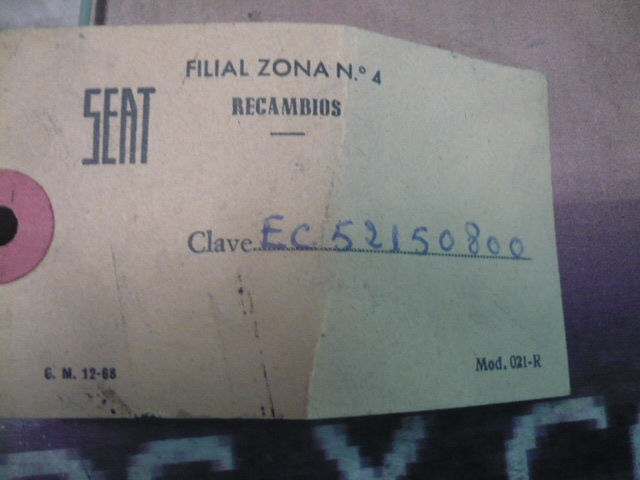 FILIAL ZONA N.º 4
SEAT
RECAMBIOS
Clave EC 52150800
G. M. 12-68
Mod. 021-R